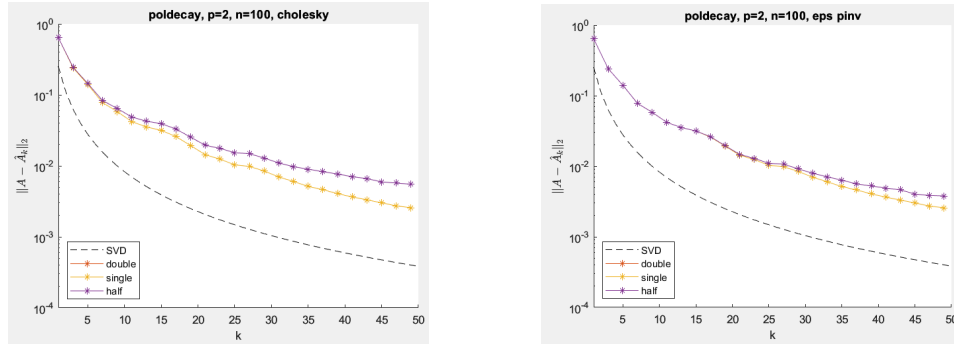 poldecay, p=2, n=100, cholesky
10^0
10^-1
10^-2
10^-3
10^-4
||A − Â_k||_2
SVD
double
single
half
5 10 15 20 25 30 35 40 45 50
k
poldecay, p=2, n=100, eps pinv
10^0
10^-1
10^-2
10^-3
10^-4
||A − Â_k||_2
SVD
double
single
half
5 10 15 20 25 30 35 40 45 50
k